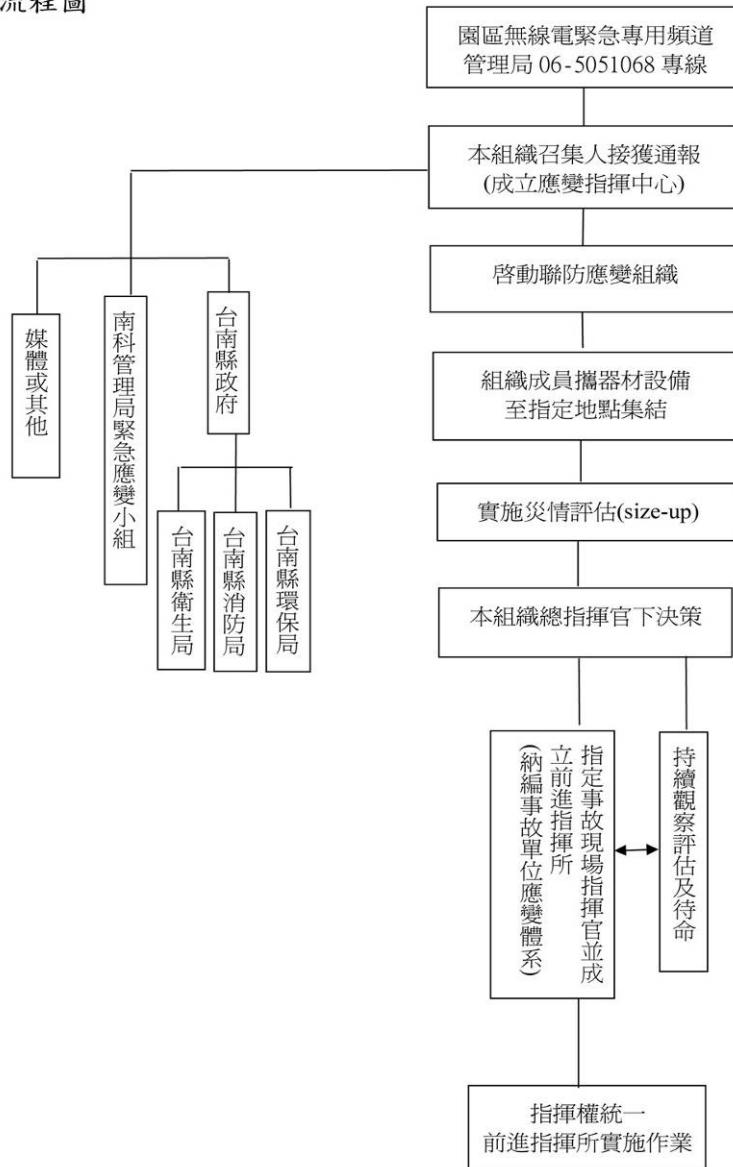 流程圖
園區無線電緊急專用頻道
管理局 06-5051068 專線
本組織召集人接獲通報
(成立應變指揮中心)
啓動聯防應變組織
組織成員攜器材設備
至指定地點集結
實施災情評估(size-up)
本組織總指揮官下決策
媒體或其他
南科管理局緊急應變小組
台南縣政府
台南縣衛生局
台南縣消防局
台南縣環保局
指定事故現場指揮官並成
立前進指揮所
(納編事故單位應變體系)
持續觀察評估及待命
指揮權統一
前進指揮所實施作業